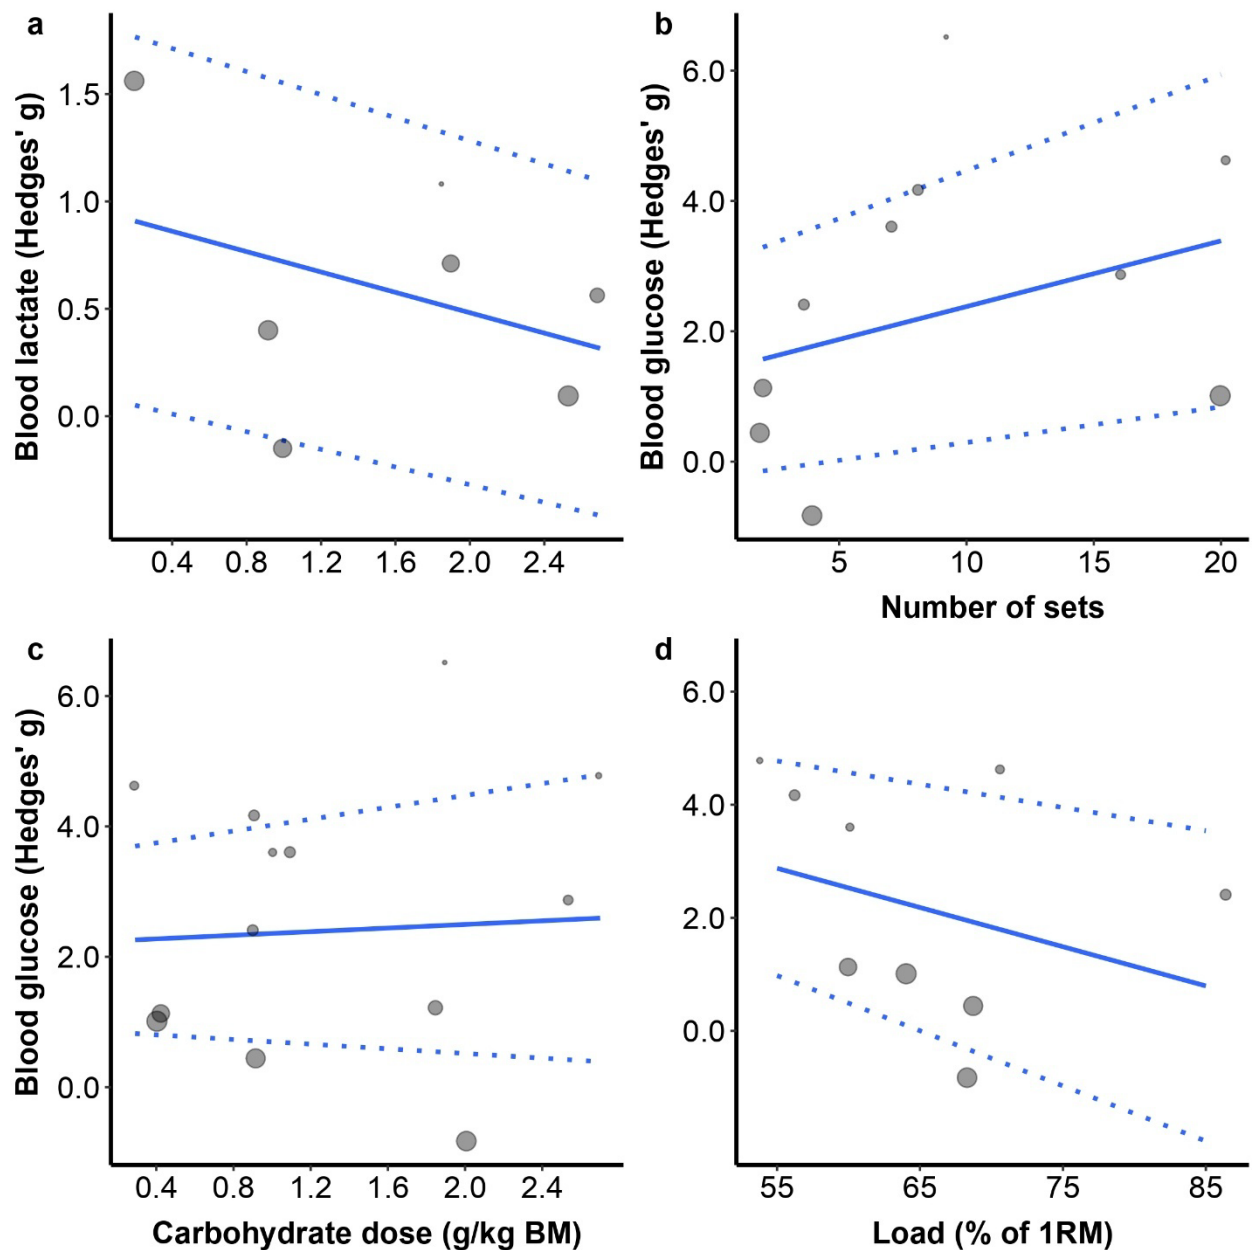 a
Blood lactate (Hedges' g)
1.5
1.0
0.5
0.0
0.4 0.8 1.2 1.6 2.0 2.4
b
Blood glucose (Hedges' g)
6.0
4.0
2.0
0.0
5 10 15 20
Number of sets
c
Blood glucose (Hedges' g)
6.0
4.0
2.0
0.0
0.4 0.8 1.2 1.6 2.0 2.4
Carbohydrate dose (g/kg BM)
d
6.0
4.0
2.0
0.0
55 65 75 85
Load (% of 1RM)